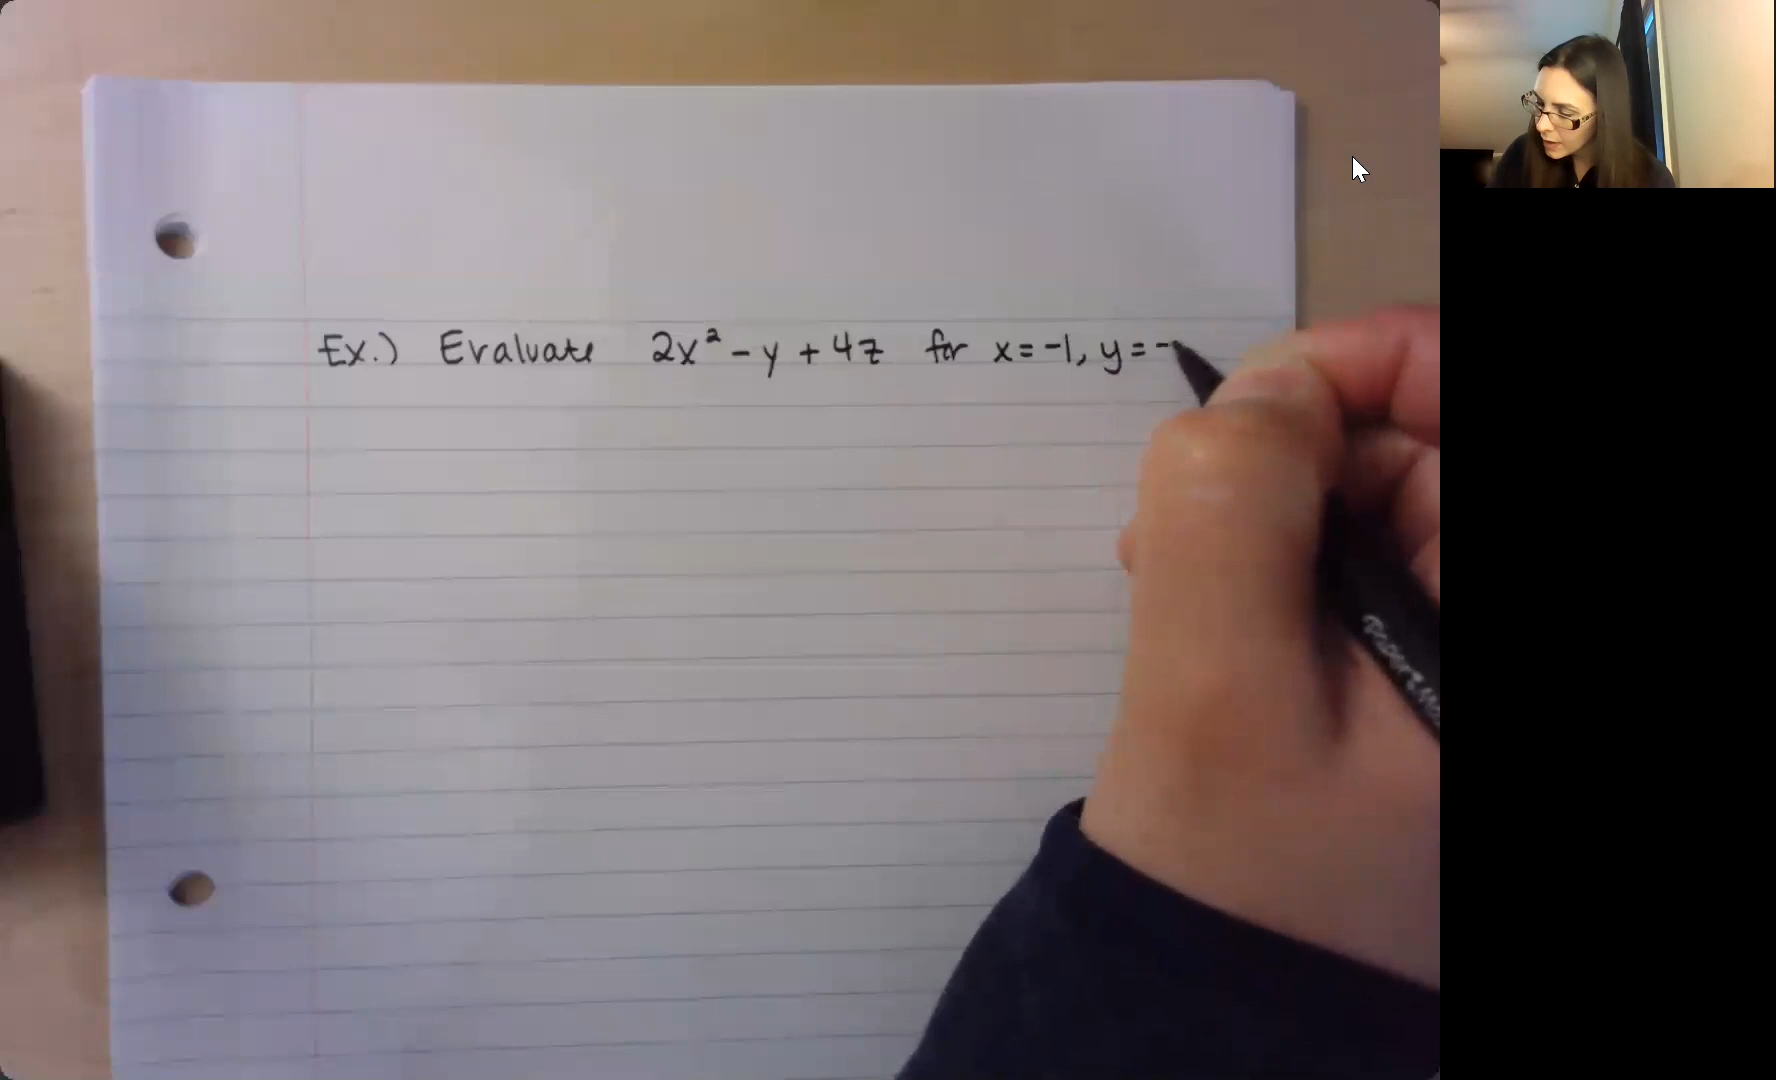 Ex.) Evaluate 2x² - y + 4z for x = -1, y = -